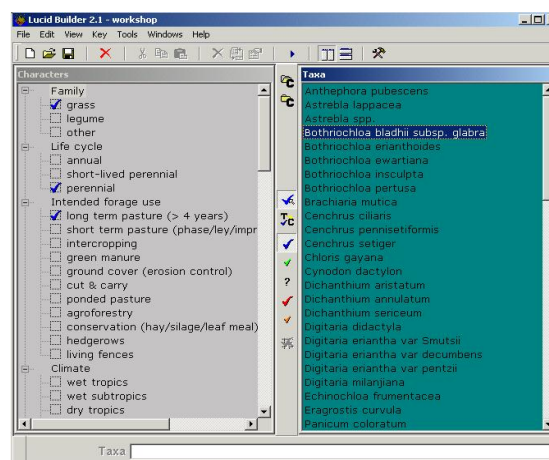 Lucid Builder 2.1 - workshop
File Edit View Key Tools Windows Help
Characters
Family
grass
legume
other
Life cycle
annual
short-lived perennial
perennial
Intended forage use
long term pasture (> 4 years)
short term pasture (phase/ley/impr
intercropping
green manure
ground cover (erosion control)
cut & carry
ponded pasture
agroforestry
conservation (hay/silage/leaf meal)
hedgerows
living fences
Climate
wet tropics
wet subtropics
dry tropics
Taxa
Anthephora pubescens
Astrebla lappacea
Astrebla spp.
Bothriochloa bladhii subsp. glabra
Bothriochloa erianthoides
Bothriochloa ewartiana
Bothriochloa insculpta
Bothriochloa pertusa
Brachiaria mutica
Cenchrus ciliaris
Cenchrus pennisetiformis
Cenchrus setiger
Chloris gayana
Cynodon dactylon
Dichanthium aristatum
Dichanthium annulatum
Dichanthium sericeum
Digitaria didactyla
Digitaria eriantha var Smutsii
Digitaria eriantha var decumbens
Digitaria eriantha var pentzii
Digitaria milanjiana
Echinochloa frumentacea
Eragrostis curvula
Panicum coloratum
Taxa